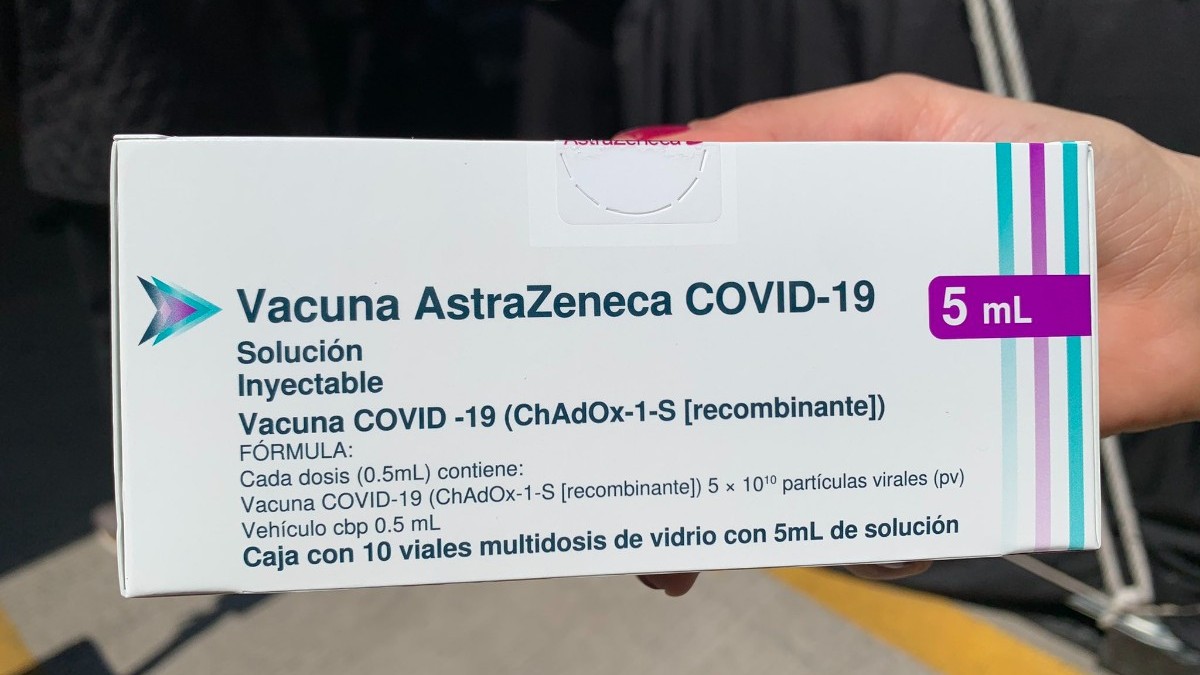 AstraZeneca
Vacuna AstraZeneca COVID-19
5 mL
Solución
Inyectable
Vacuna COVID -19 (ChAdOx-1-S [recombinante])
FÓRMULA:
Cada dosis (0.5mL) contiene:
Vacuna COVID-19 (ChAdOx-1-S [recombinante]) 5 × 10¹⁰ partículas virales (pv)
Vehículo cbp 0.5 mL
Caja con 10 viales multidosis de vidrio con 5mL de solución